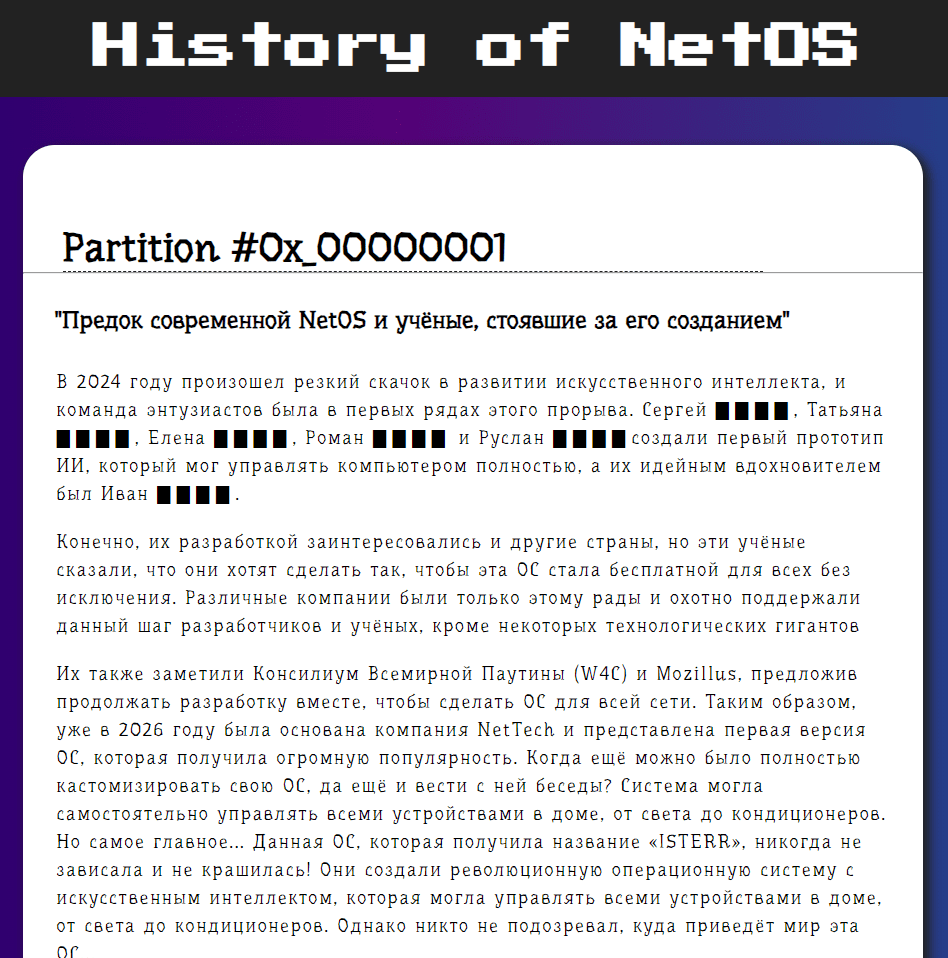 History of NetOS
Partition #0x_00000001
"Предок современной NetOS и учёные, стоявшие за его созданием"
В 2024 году произошел резкий скачок в развитии искусственного интеллекта, и
команда энтузиастов была в первых рядах этого прорыва. Сергей ████, Татьяна
████, Елена ████, Роман ████ и Руслан ████создали первый прототип
ИИ, который мог управлять компьютером полностью, а их идейным вдохновителем
был Иван ████.
Конечно, их разработкой заинтересовались и другие страны, но эти учёные
сказали, что они хотят сделать так, чтобы эта ОС стала бесплатной для всех без
исключения. Различные компании были только этому рады и охотно поддержали
данный шаг разработчиков и учёных, кроме некоторых технологических гигантов
Их также заметили Консилиум Всемирной Паутины (W4C) и Mozillus, предложив
продолжать разработку вместе, чтобы сделать ОС для всей сети. Таким образом,
уже в 2026 году была основана компания NetTech и представлена первая версия
ОС, которая получила огромную популярность. Когда ещё можно было полностью
кастомизировать свою ОС, да ещё и вести с ней беседы? Система могла
самостоятельно управлять всеми устройствами в доме, от света до кондиционеров.
Но самое главное... Данная ОС, которая получила название «ISTERR», никогда не
зависала и не крашилась! Они создали революционную операционную систему с
искусственным интеллектом, которая могла управлять всеми устройствами в доме,
от света до кондиционеров. Однако никто не подозревал, куда приведёт мир эта
ОС